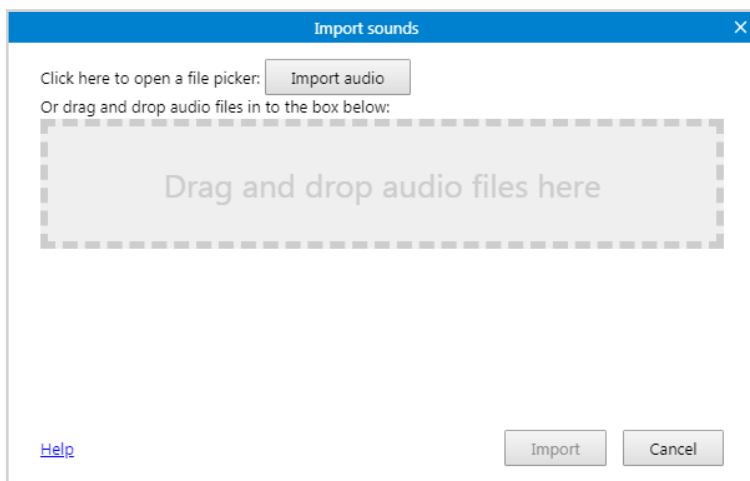 Import sounds
Click here to open a file picker: Import audio
Or drag and drop audio files in to the box below:
Drag and drop audio files here
Help Import Cancel